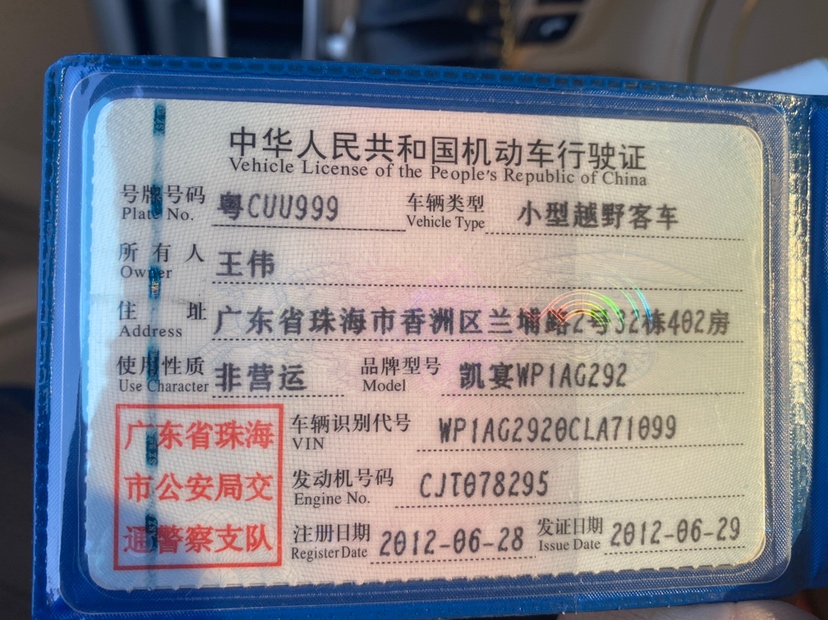 中华人民共和国机动车行驶证
Vehicle License of the People's Republic of China
号牌号码 粤CUU999 车辆类型 小型越野客车
Plate No. Vehicle Type
所有人 王伟
Owner
住址 广东省珠海市香洲区兰埔路2号32栋402房
Address
使用性质 非营运 品牌型号 凯宴WP1AG292
Use Character Model
广东省珠海 车辆识别代号 WP1AG2920CLA71099
VIN
市公安局交 发动机号码 CJT078295
Engine No.
通警察支队 注册日期 2012-06-28 发证日期 2012-06-29
Register Date Issue Date